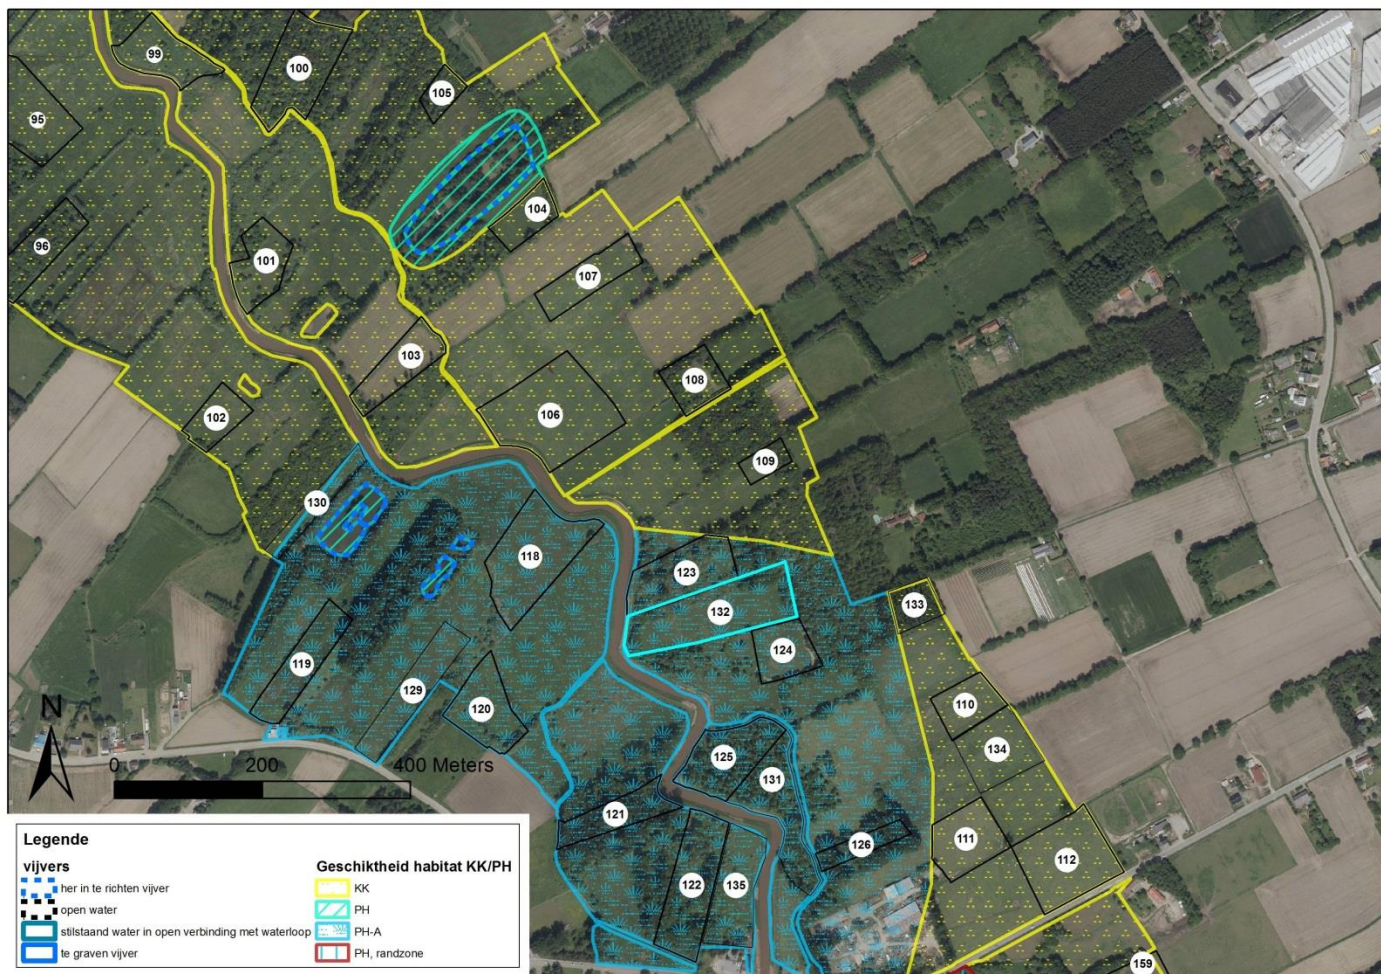 99
100
105
95
104
96
101
107
103
108
102
106
109
130
118
123
133
132
124
119
129
120
110
134
125
131
121
126
111
112
122
135
159
N
0 200 400 Meters
Legende
vijvers
her in te richten vijver
open water
stilstaand water in open verbinding met waterloop
te graven vijver
Geschiktheid habitat KK/PH
KK
PH
PH-A
PH, randzone